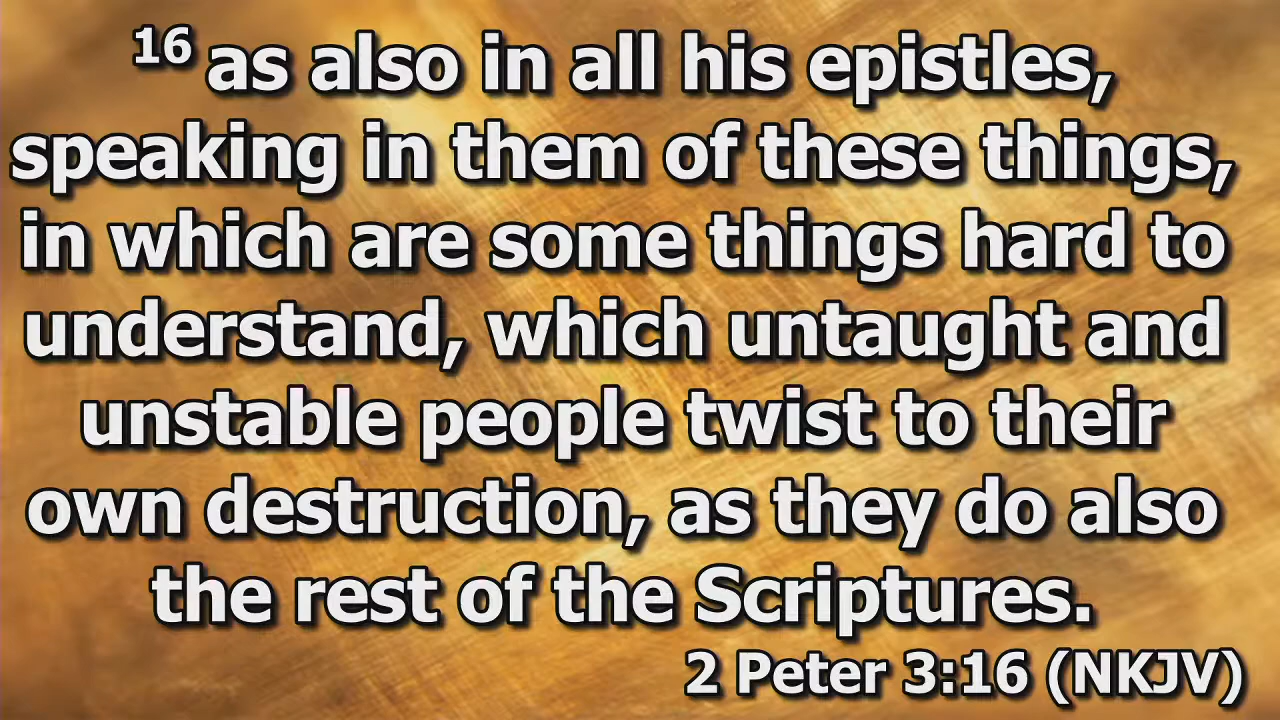 16 as also in all his epistles,
speaking in them of these things,
in which are some things hard to
understand, which untaught and
unstable people twist to their
own destruction, as they do also
the rest of the Scriptures.
2 Peter 3:16 (NKJV)